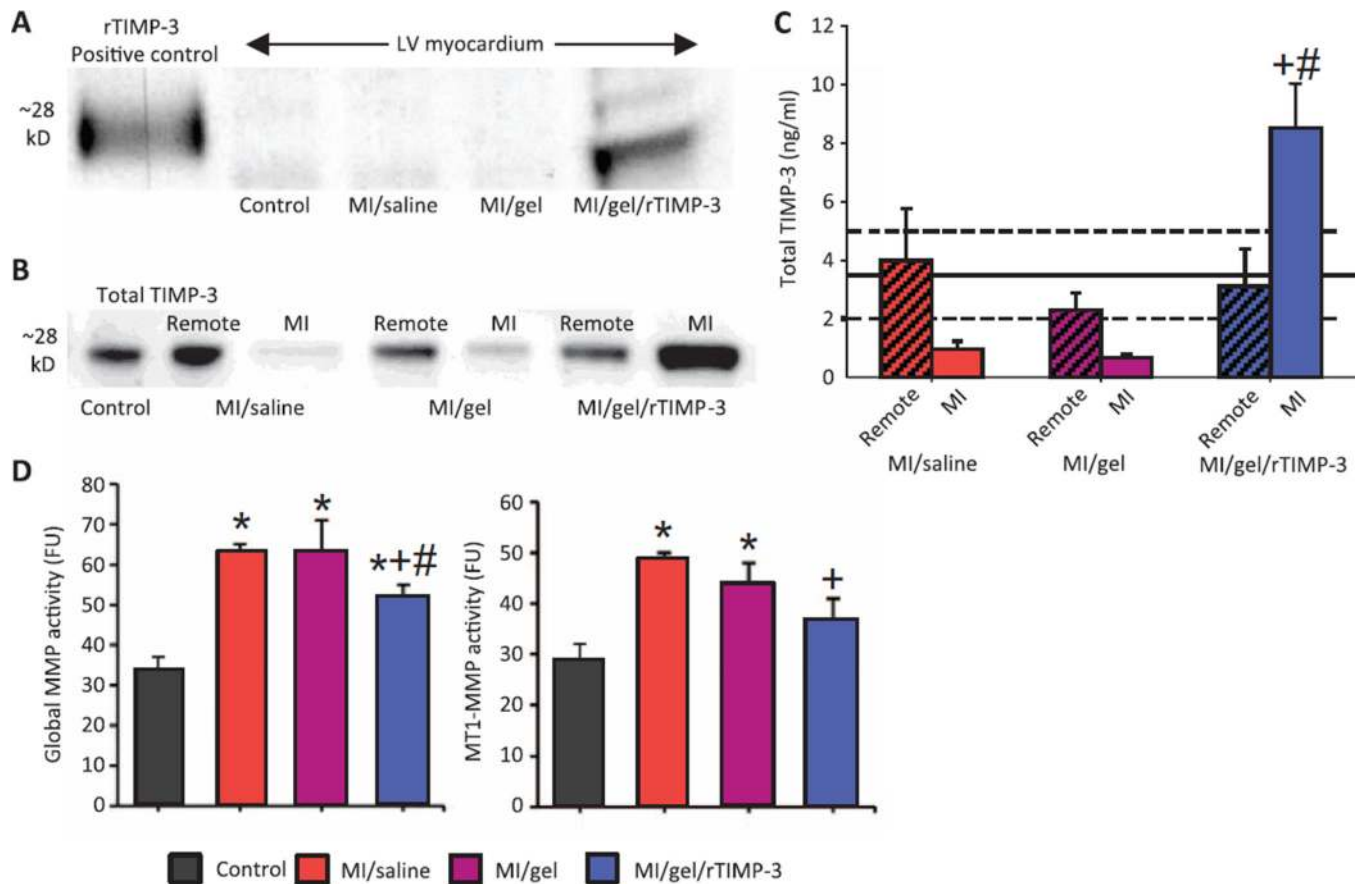 A
rTIMP-3
Positive control
LV myocardium
~28
kD
Control MI/saline MI/gel MI/gel/rTIMP-3
B
Total TIMP-3
Remote MI Remote MI Remote MI
~28
kD
Control MI/saline MI/gel MI/gel/rTIMP-3
C
Total TIMP-3 (ng/ml)
12
10
8
6
4
2
0
+#
Remote MI Remote MI Remote MI
MI/saline MI/gel MI/gel/rTIMP-3
D
Global MMP activity (FU)
80
70
60
50
40
30
20
10
0
* * *+#
MT1-MMP activity (FU)
60
50
40
30
20
10
0
* * +
Control MI/saline MI/gel MI/gel/rTIMP-3